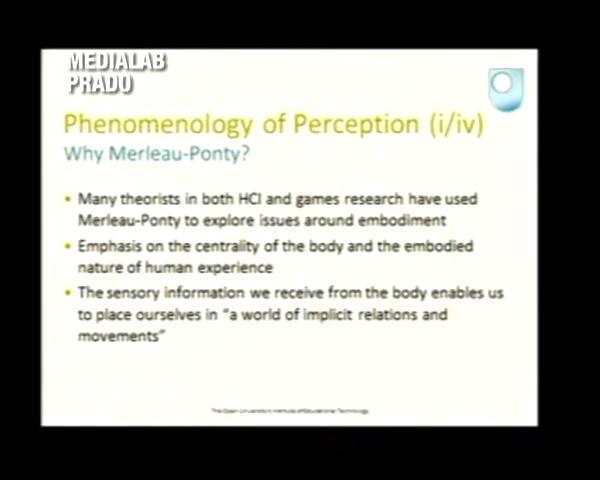 MEDIALAB
PRADO
Phenomenology of Perception (i/iv)
Why Merleau-Ponty?
• Many theorists in both HCI and games research have used
Merleau-Ponty to explore issues around embodiment
• Emphasis on the centrality of the body and the embodied
nature of human experience
• The sensory information we receive from the body enables us
to place ourselves in "a world of implicit relations and
movements"
The Open University's Institute of Educational Technology